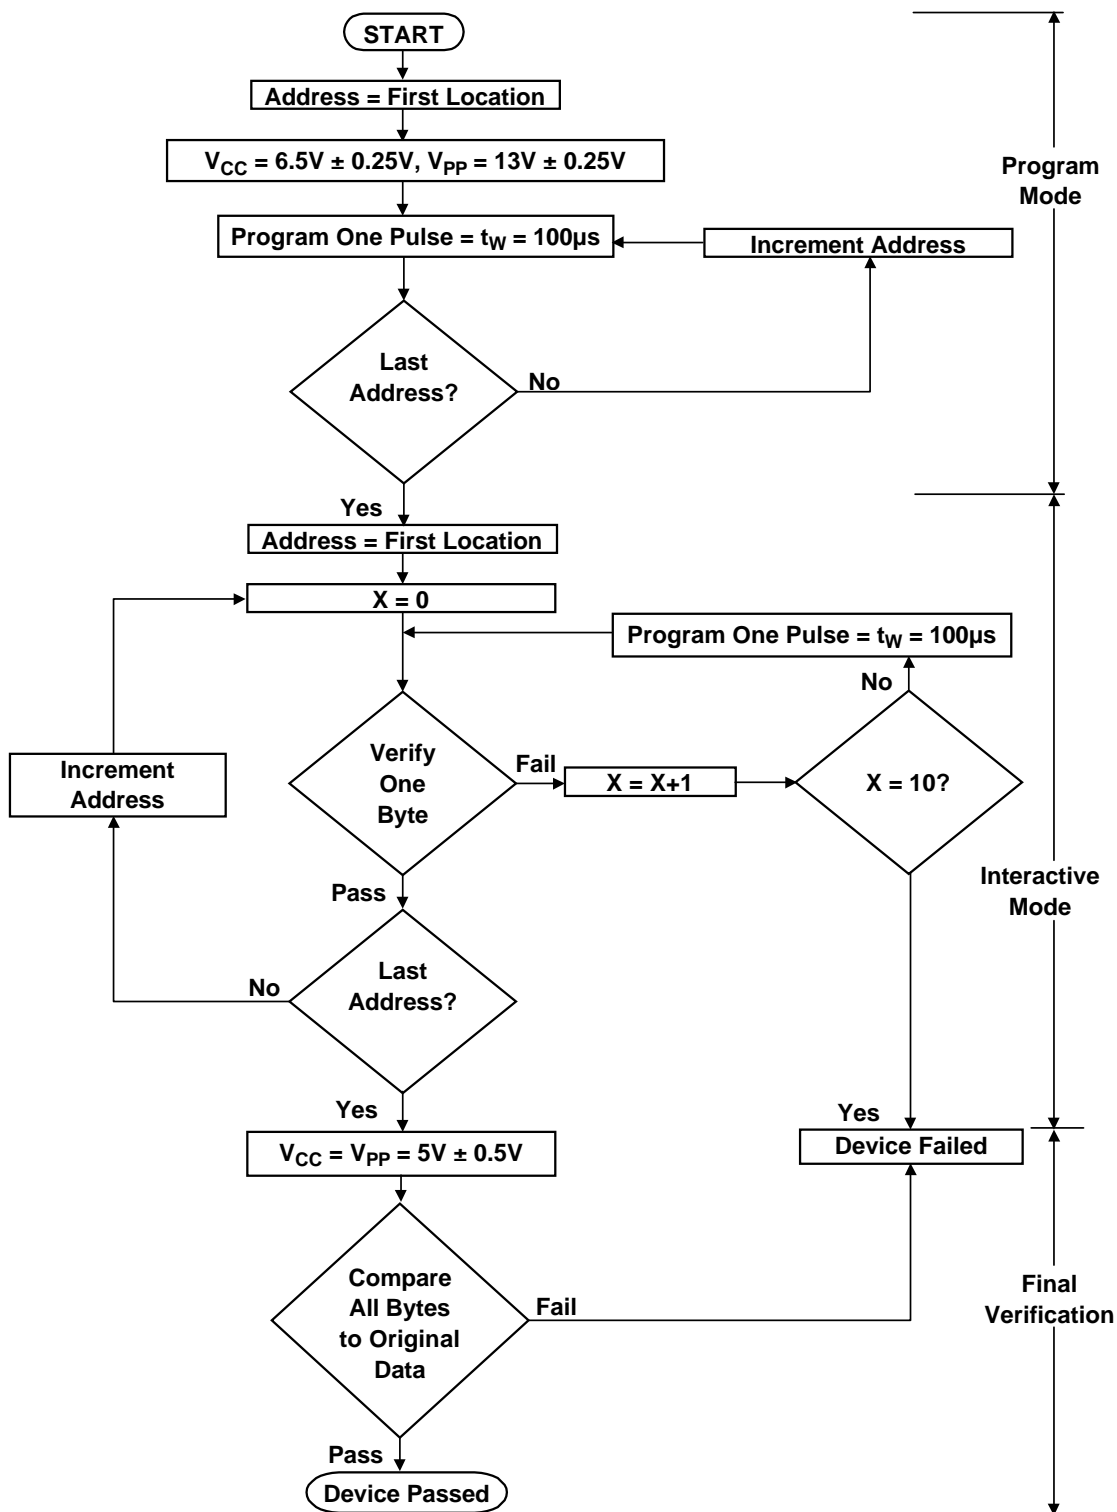 START
Address = First Location
VCC = 6.5V ± 0.25V, VPP = 13V ± 0.25V
Program
Mode
Program One Pulse = tW = 100µs
Increment Address
Last
Address?
No
Yes
Address = First Location
X = 0
Program One Pulse = tW = 100µs
No
Increment
Address
Verify
One
Byte
Fail
X = X+1
X = 10?
Pass
Interactive
Mode
Last
Address?
No
Yes
Yes
VCC = VPP = 5V ± 0.5V
Device Failed
Compare
All Bytes
to Original
Data
Fail
Final
Verification
Pass
Device Passed